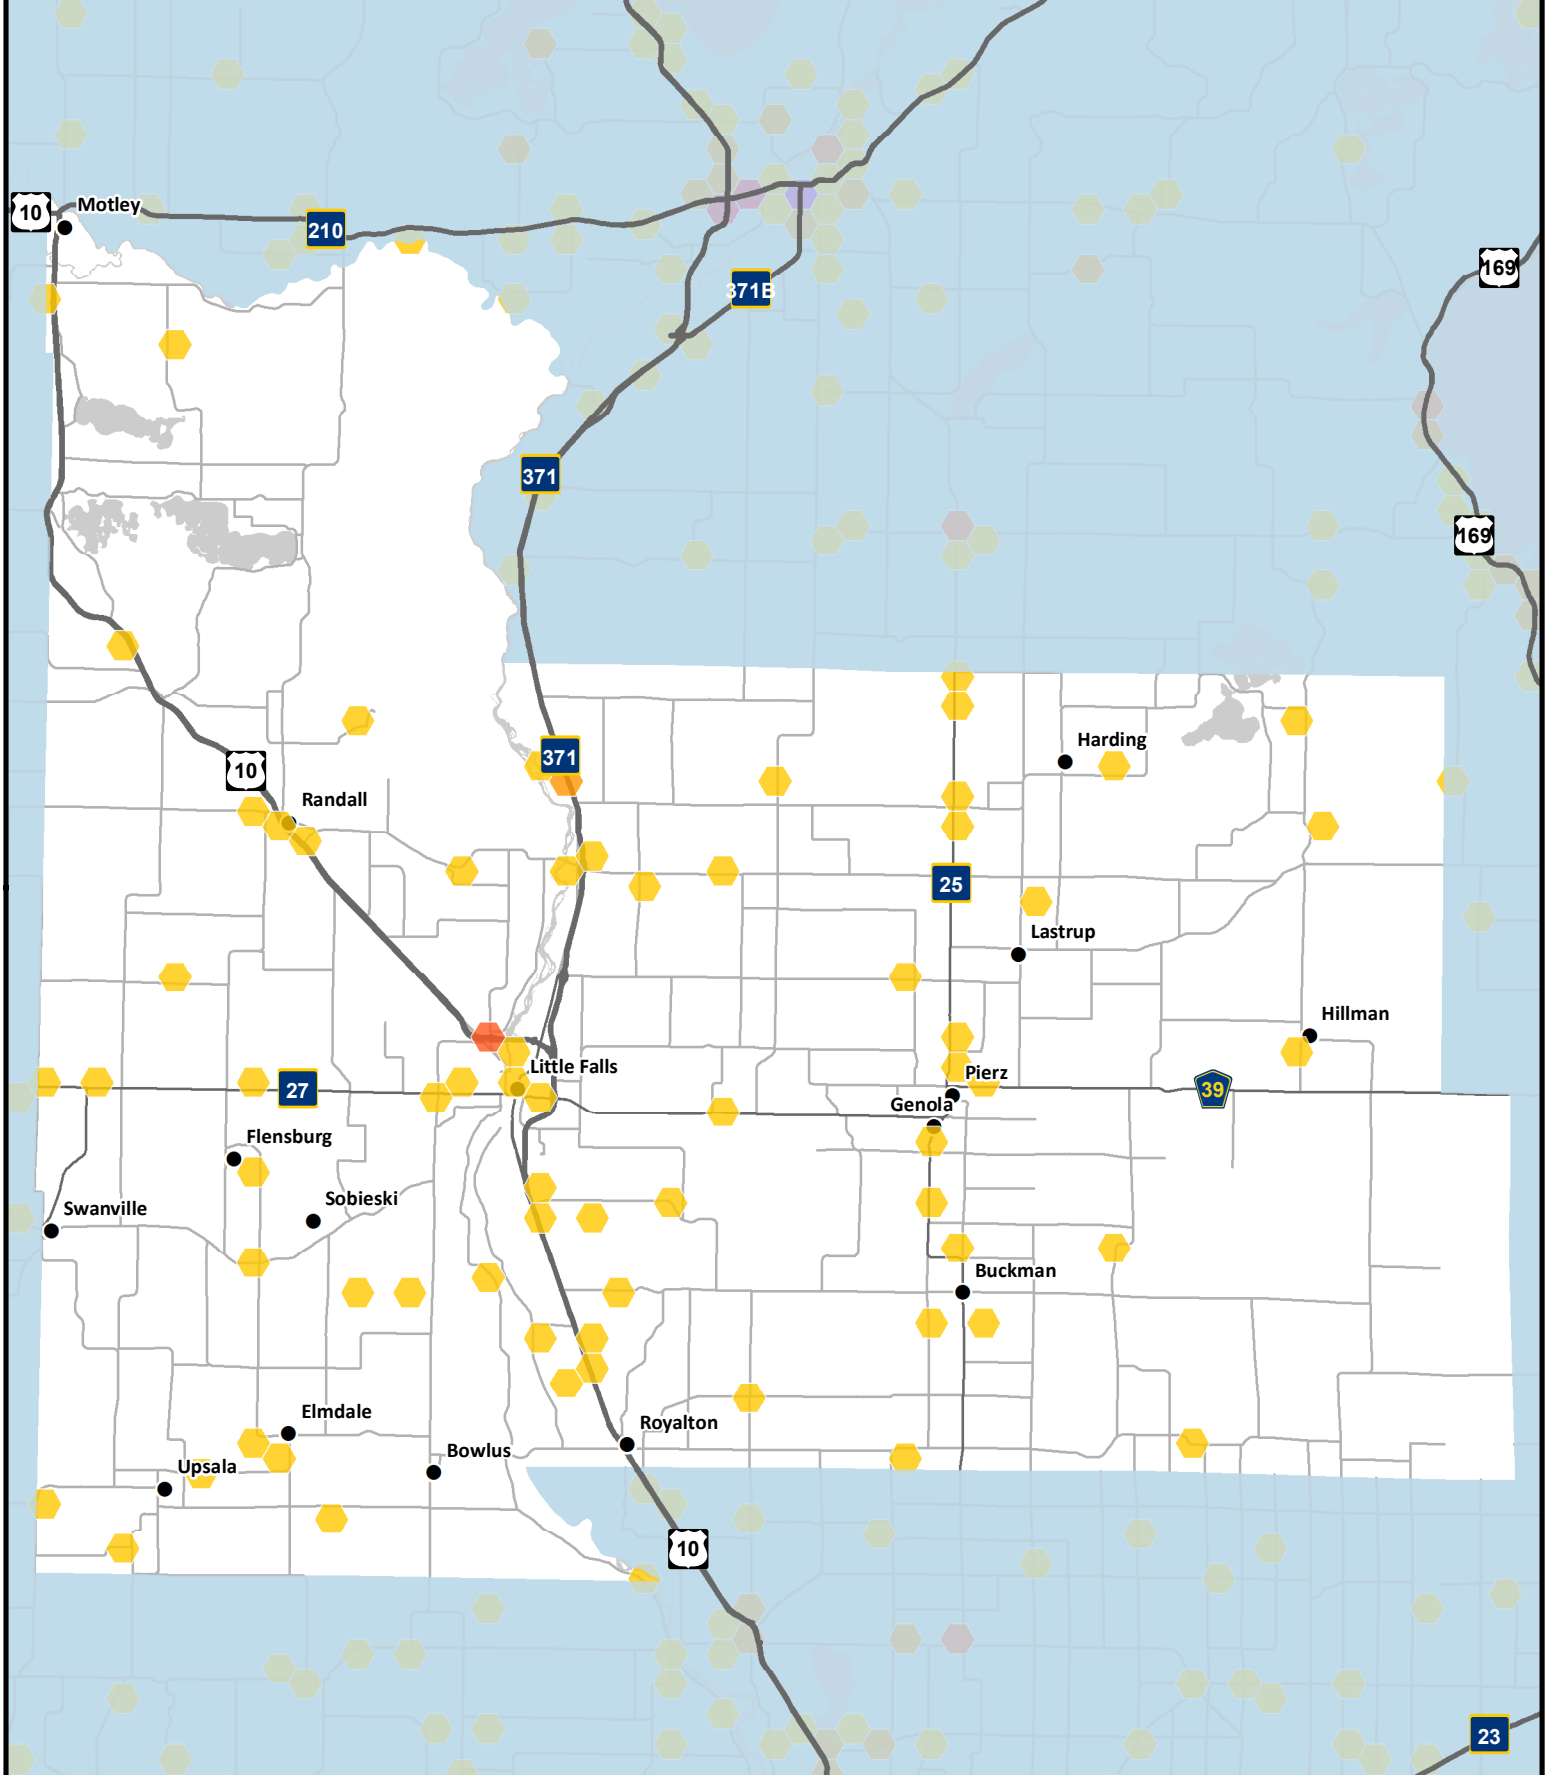 10
Motley
210
371B
169
371
169
371
Harding
10
Randall
25
Lastrup
Hillman
Little Falls
Pierz
27
39
Genola
Flensburg
Sobieski
Swanville
Buckman
Elmdale
Royalton
Bowlus
Upsala
10
23